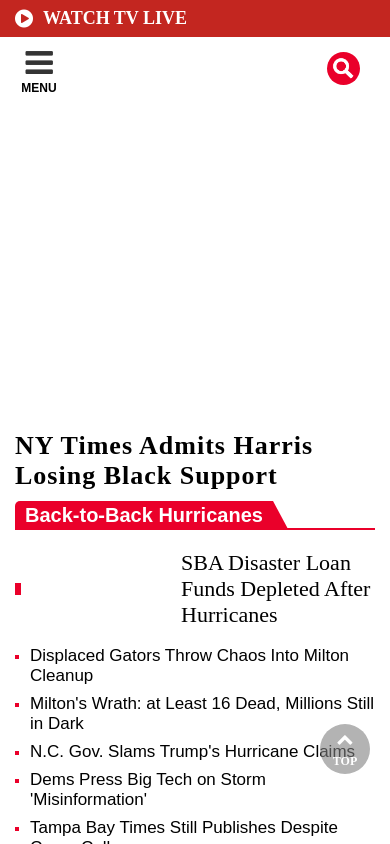 WATCH TV LIVE
MENU
NY Times Admits Harris
Losing Black Support
Back-to-Back Hurricanes
SBA Disaster Loan
Funds Depleted After
Hurricanes
Displaced Gators Throw Chaos Into Milton
Cleanup
Milton's Wrath: at Least 16 Dead, Millions Still
in Dark
N.C. Gov. Slams Trump's Hurricane Claims
TOP
Dems Press Big Tech on Storm
'Misinformation'
Tampa Bay Times Still Publishes Despite